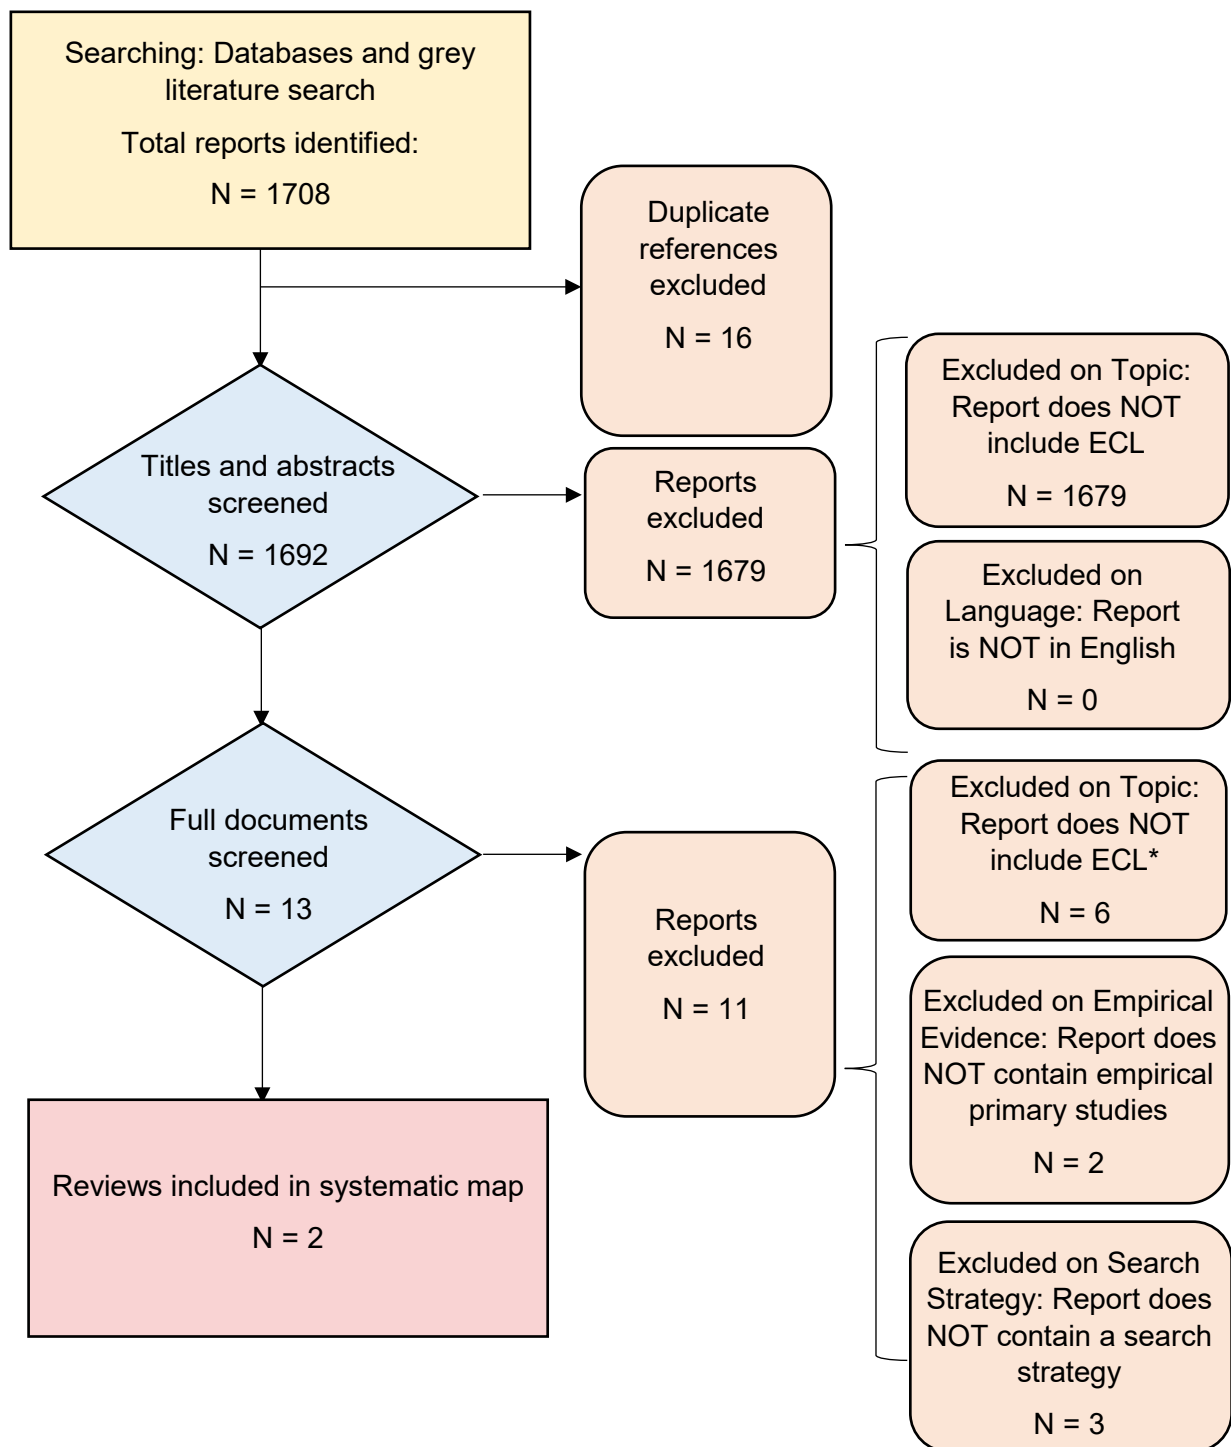 Searching: Databases and grey
literature search
Total reports identified:
N = 1708
Duplicate
references
excluded
N = 16
Titles and abstracts
screened
N = 1692
Reports
excluded
N = 1679
Excluded on Topic:
Report does NOT
include ECL
N = 1679
Excluded on
Language: Report
is NOT in English
N = 0
Full documents
screened
N = 13
Reports
excluded
N = 11
Excluded on Topic:
Report does NOT
include ECL*
N = 6
Excluded on Empirical
Evidence: Report does
NOT contain empirical
primary studies
N = 2
Excluded on Search
Strategy: Report does
NOT contain a search
strategy
N = 3
Reviews included in systematic map
N = 2